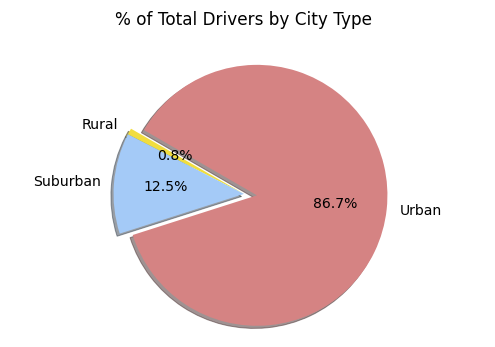 % of Total Drivers by City Type
Rural
0.8%
Suburban
12.5%
86.7%
Urban